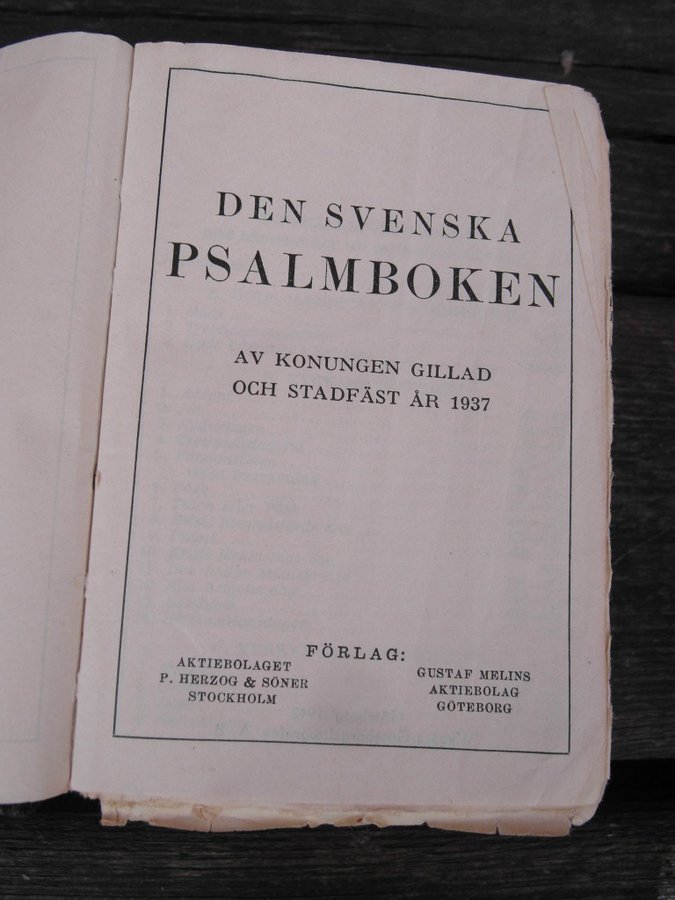 DEN SVENSKA
PSALMBOKEN
AV KONUNGEN GILLAD
OCH STADFÄST ÅR 1937
FÖRLAG:
AKTIEBOLAGET
P. HERZOG & SÖNER
STOCKHOLM
GUSTAF MELINS
AKTIEBOLAG
GÖTEBORG